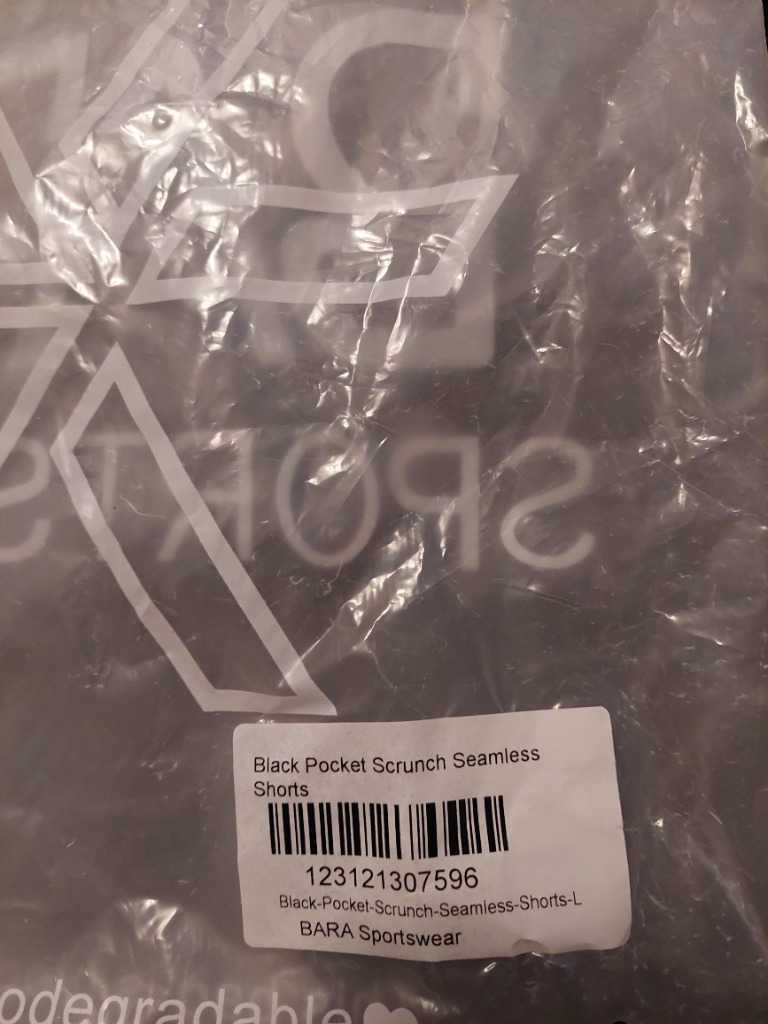 SPORTS
Black Pocket Scrunch Seamless
Shorts
123121307596
Black-Pocket-Scrunch-Seamless-Shorts-L
BARA Sportswear
odegradable